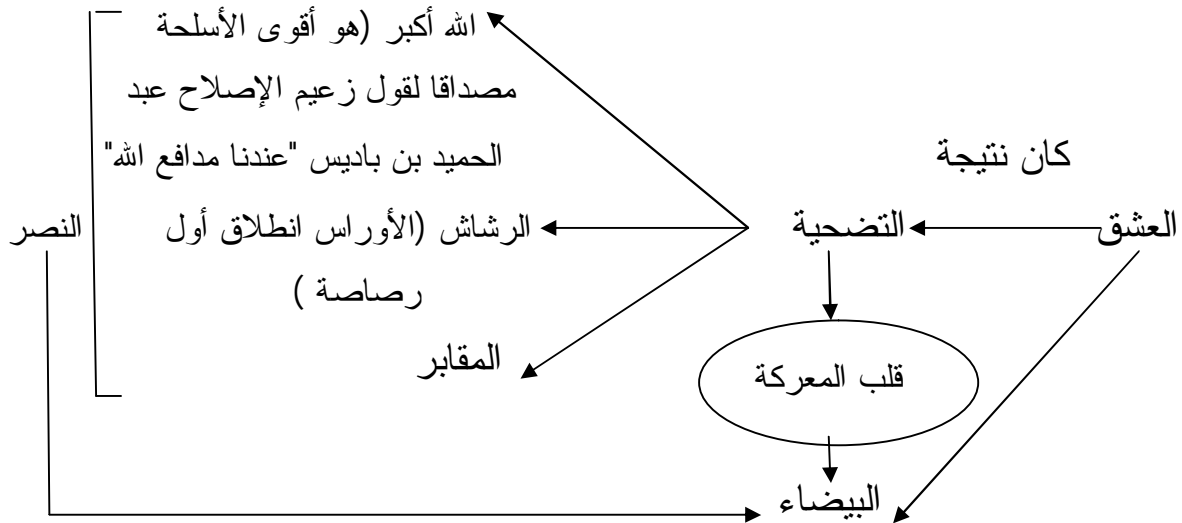 الله أكبر (هو أقوى الأسلحة
مصداقا لقول زعيم الإصلاح عبد
الحميد بن باديس "عندنا مدافع الله"
كان نتيجة
العشق
التضحية
الرشاش (الأوراس انطلاق أول
رصاصة )
النصر
المقابر
قلب المعركة
البيضاء